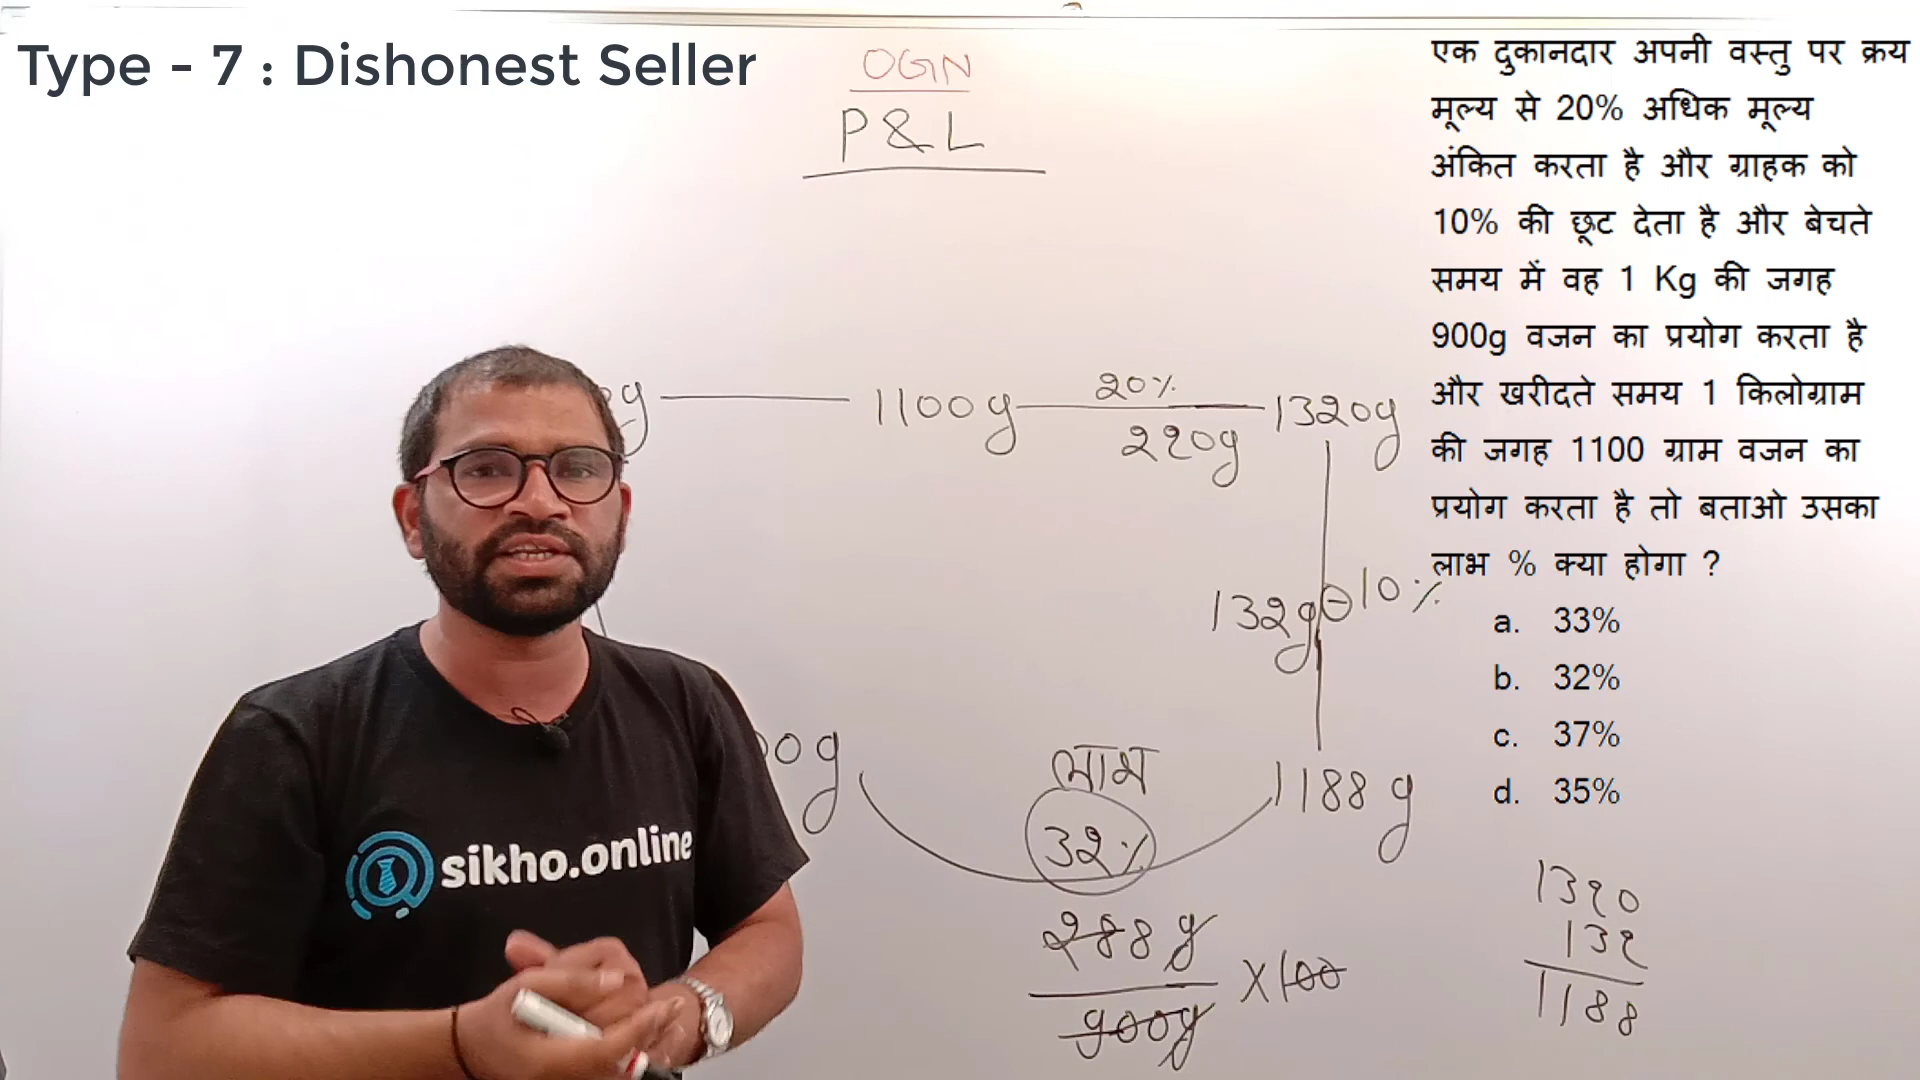 Type - 7 : Dishonest Seller
OGN
P & L
एक दुकानदार अपनी वस्तु पर क्रय
मूल्य से 20% अधिक मूल्य
अंकित करता है और ग्राहक को
10% की छूट देता है और बेचते
समय में वह 1 Kg की जगह
900g वजन का प्रयोग करता है
और खरीदते समय 1 किलोग्राम
की जगह 1100 ग्राम वजन का
प्रयोग करता है तो बताओ उसका
लाभ % क्या होगा ?
a. 33%
b. 32%
c. 37%
d. 35%
g 1100g 20% 1320g
220g
132g - 10%
00g लाभ 1188 g
32%
288 g
900g × 100
1320
132
1188
sikho.online